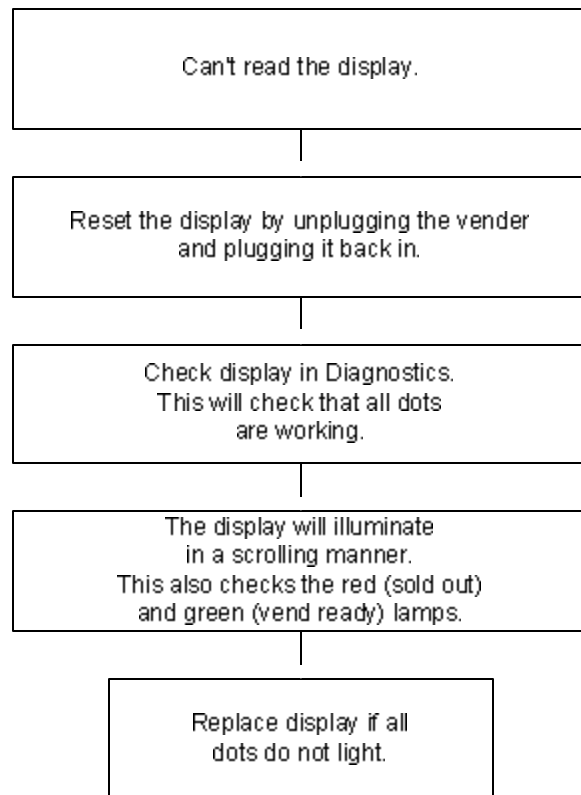 Can't read the display.
Reset the display by unplugging the vender
and plugging it back in.
Check display in Diagnostics.
This will check that all dots
are working.
The display will illuminate
in a scrolling manner.
This also checks the red (sold out)
and green (vend ready) lamps.
Replace display if all
dots do not light.